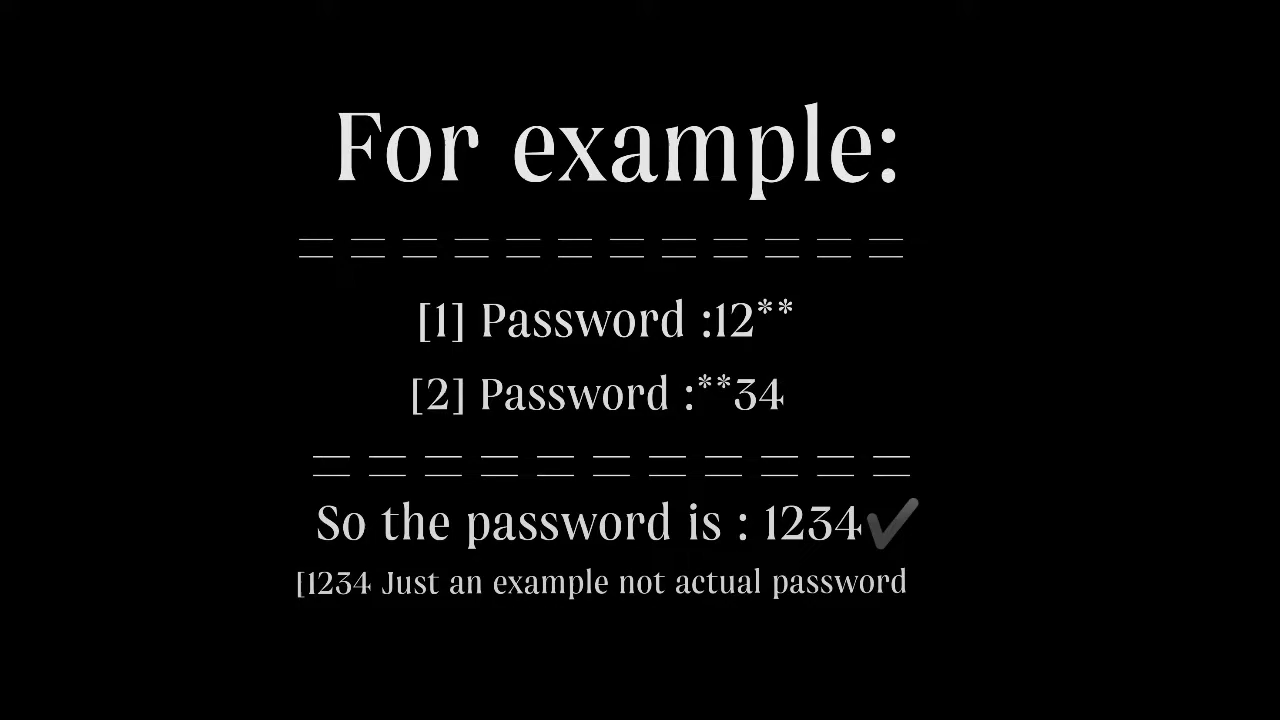 For example:
= = = = = = = = = = = =
[1] Password :12**
[2] Password :**34
= = = = = = = = = = =
So the password is : 1234✔
[1234 Just an example not actual password